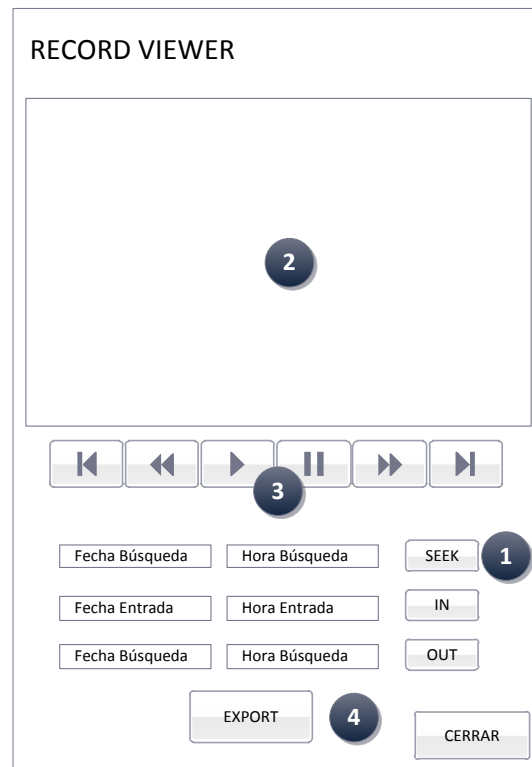 RECORD VIEWER
2
3
Fecha Búsqueda Hora Búsqueda SEEK 1
Fecha Entrada Hora Entrada IN
Fecha Búsqueda Hora Búsqueda OUT
EXPORT 4
CERRAR